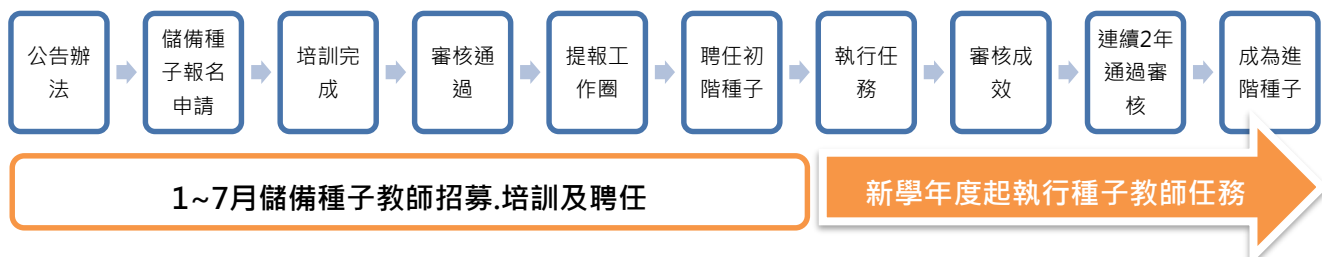 公告辦
法
儲備種
子報名
申請
培訓完
成
審核通
過
提報工
作圈
聘任初
階種子
執行任
務
審核成
效
連續2年
通過審
核
成為進
階種子
1~7月儲備種子教師招募.培訓及聘任
新學年度起執行種子教師任務